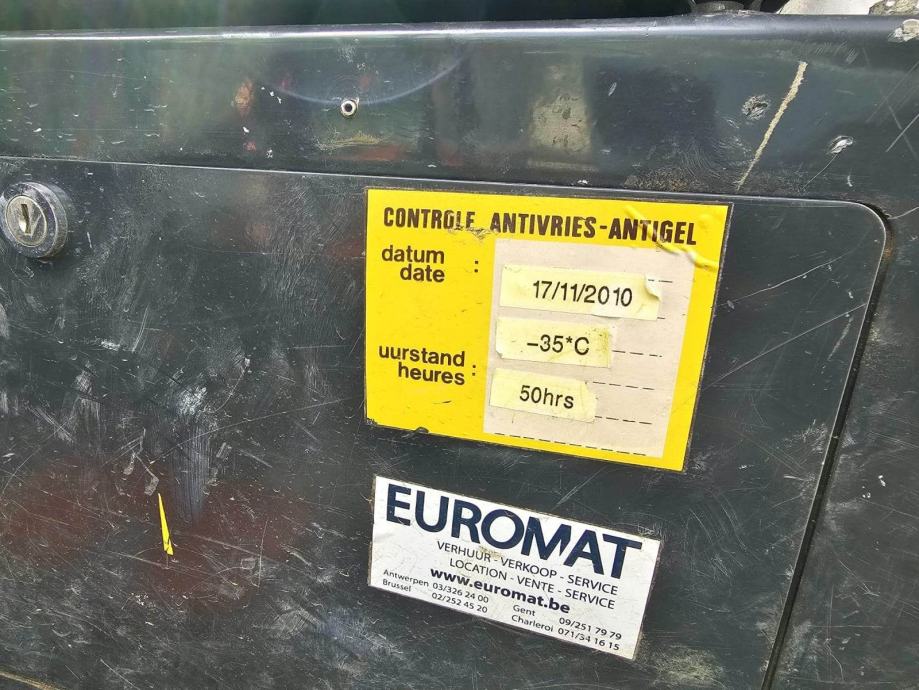 CONTROLE ANTIVRIES-ANTIGEL
datum
date :
17/11/2010
-35*C
uurstand
heures :
50hrs
EUROMAT
VERHUUR - VERKOOP - SERVICE
LOCATION - VENTE - SERVICE
www.euromat.be
Antwerpen 03/326 24 00 Gent 09/251 79 79
Brussel 02/252 45 20 Charleroi 071/34 16 15